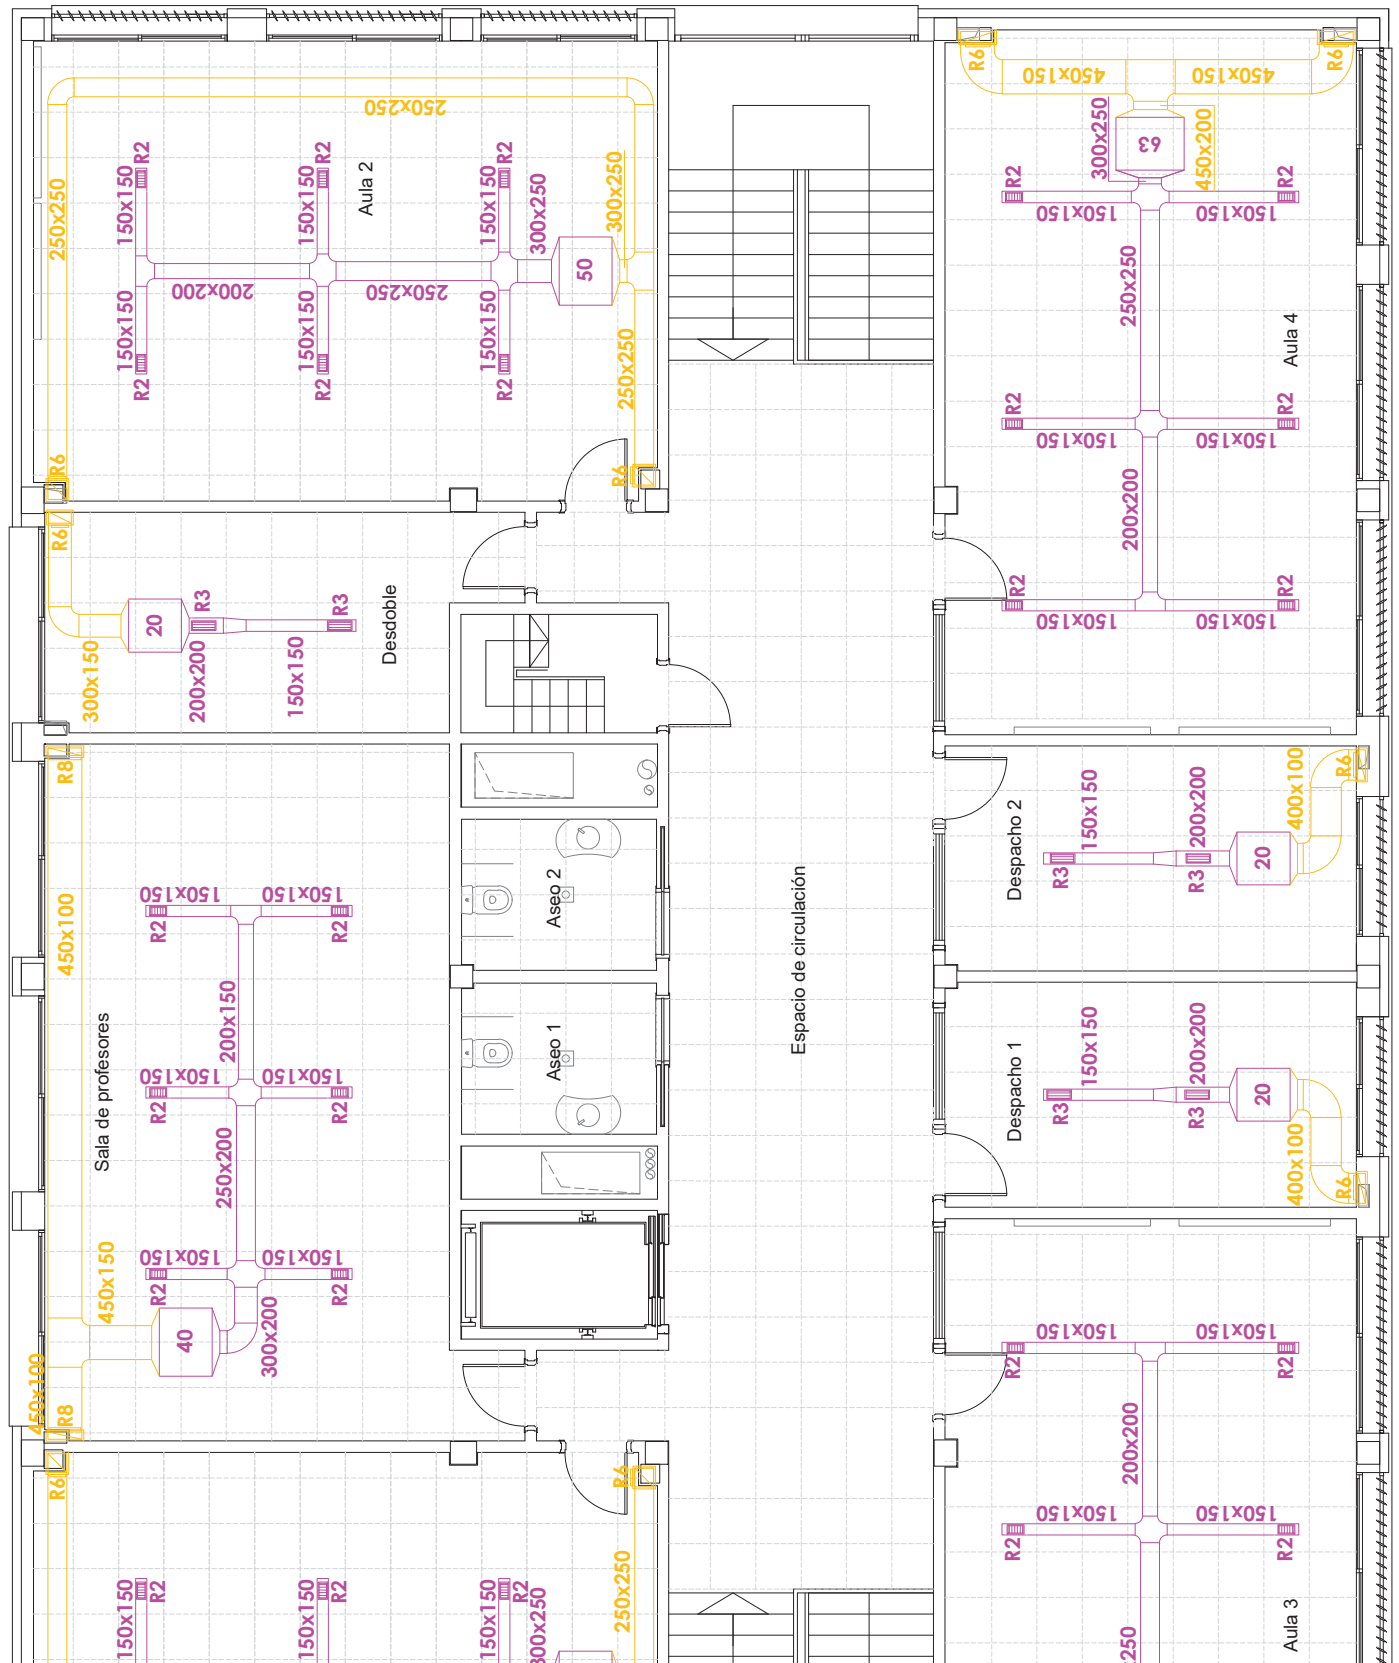 R6
450x150
450x150
R6
250x250
300x250
63
450x200
R2
R2
R2
R2
R2
150x150
150x150
Aula 2
150x150
150x150
150x150
300x250
300x250
250x250
50
200x200
250x250
150x150
150x150
150x150
R2
R2
R2
250x250
R6
R6
250x250
Aula 4
R2
R2
150x150
150x150
200x200
R2
R2
150x150
150x150
R6
20
R3
R3
300x150
200x200
150x150
Desdoble
R8
450x100
150x150
150x150
R2
R2
Sala de profesores
200x150
150x150
150x150
R2
R2
250x200
150x150
150x150
R2
R2
450x150
40
300x200
450x100
R8
Aseo 2
Aseo 1
Espacio de circulación
Despacho 2
150x150
200x200
400x100
R6
R3
R3
20
Despacho 1
150x150
200x200
R3
R3
20
400x100
R6
150x150
150x150
R2
R2
200x200
150x150
150x150
R2
R2
Aula 3
250
R6
R6
150x150
R2
150x150
R2
150x150
R2
300x250
250x250